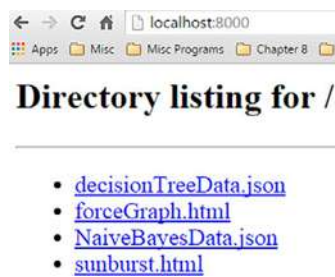 localhost:8000
Apps Misc Misc Programs Chapter 8
Directory listing for /
decisionTreeData.json
forceGraph.html
NaiveBayesData.json
sunburst.html